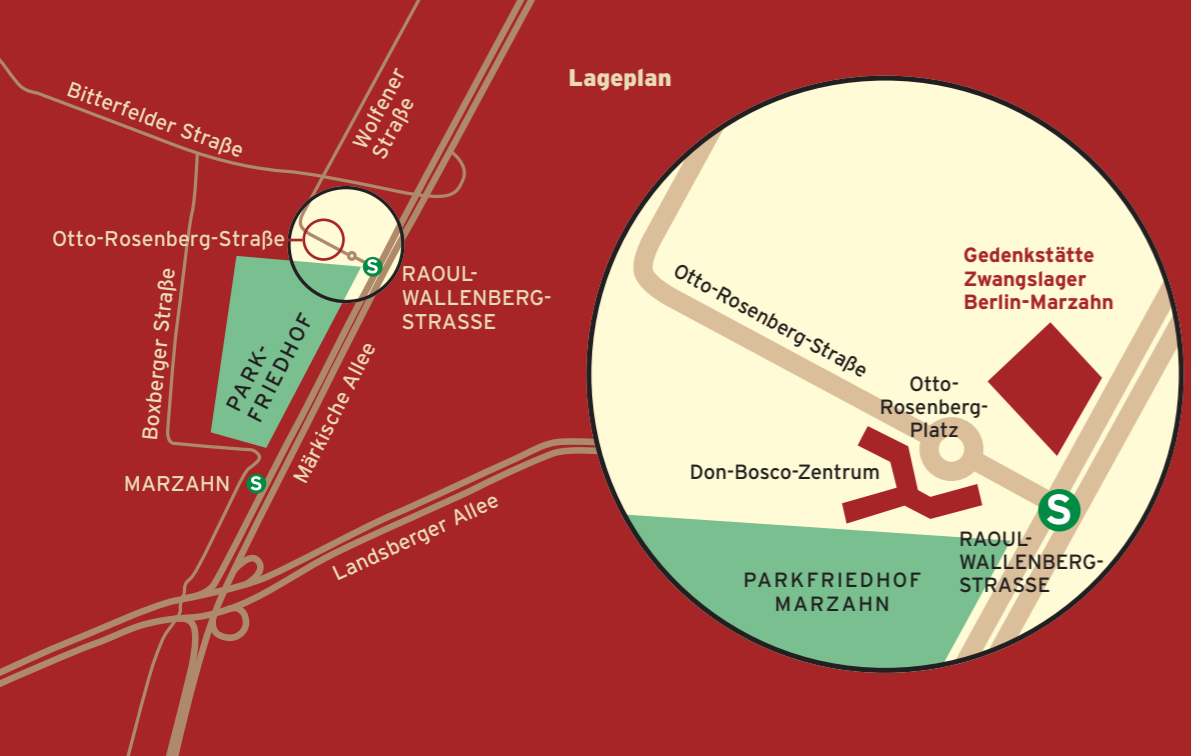 Lageplan
Bitterfelder Straße
Wolfener
Straße
Otto-Rosenberg-Straße
S
RAOUL-
WALLENBERG-
STRASSE
Boxberger Straße
PARK-
FRIEDHOF
Märkische Allee
MARZAHN
S
Landsberger Allee
Gedenkstätte
Zwangslager
Berlin-Marzahn
Otto-Rosenberg-Straße
Otto-
Rosenberg-
Platz
Don-Bosco-Zentrum
S
RAOUL-
WALLENBERG-
STRASSE
PARKFRIEDHOF
MARZAHN